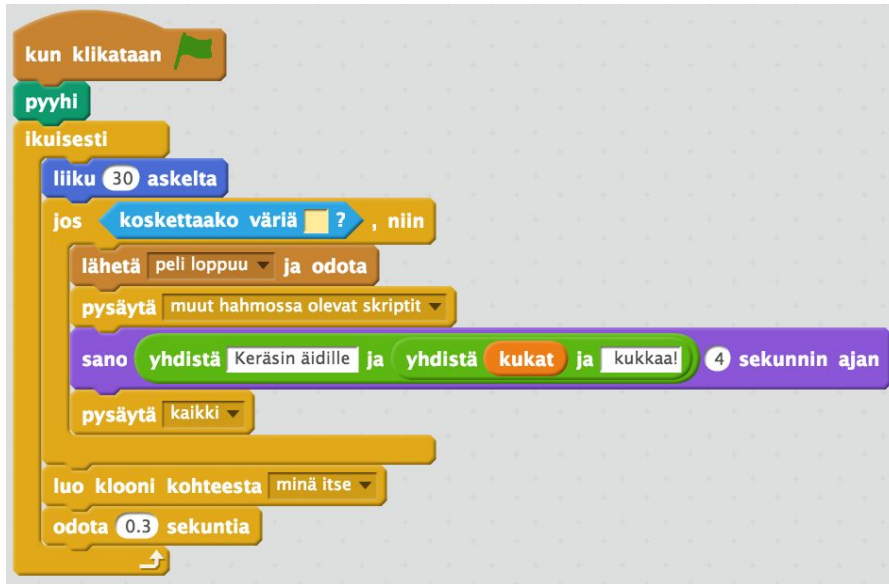 kun klikataan
pyyhi
ikuisesti
liiku 30 askelta
jos koskettaako väriä ? , niin
lähetä peli loppuu ja odota
pysäytä muut hahmossa olevat skriptit
sano yhdistä Keräsin äidille ja yhdistä kukat ja kukkaa! 4 sekunnin ajan
pysäytä kaikki
luo klooni kohteesta minä itse
odota 0.3 sekuntia